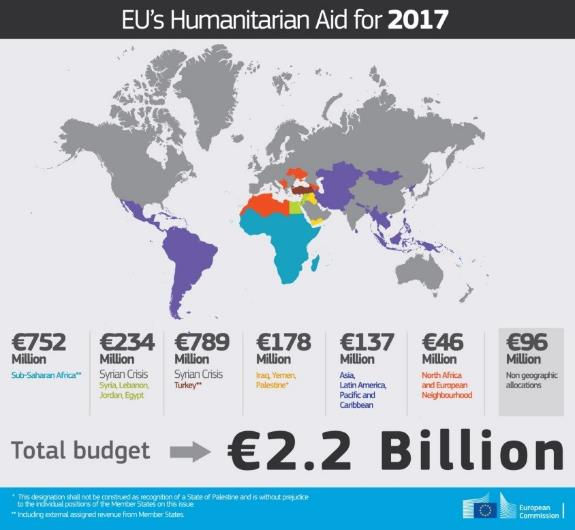 EU's Humanitarian Aid for 2017
€752
Million
Sub-Saharan Africa**
€234
Million
Syrian Crisis
Syria, Lebanon,
Jordan, Egypt
€789
Million
Syrian Crisis
Turkey**
€178
Million
Iraq, Yemen,
Palestine*
€137
Million
Asia,
Latin America,
Pacific and
Caribbean
€46
Million
North Africa
and European
Neighbourhood
€96
Million
Non geographic
allocations
Total budget
€2.2 Billion
* This designation shall not be construed as recognition of a State of Palestine and is without prejudice
to the individual positions of the Member States on this issue.
** Including external assigned revenue from Member States.
European
Commission